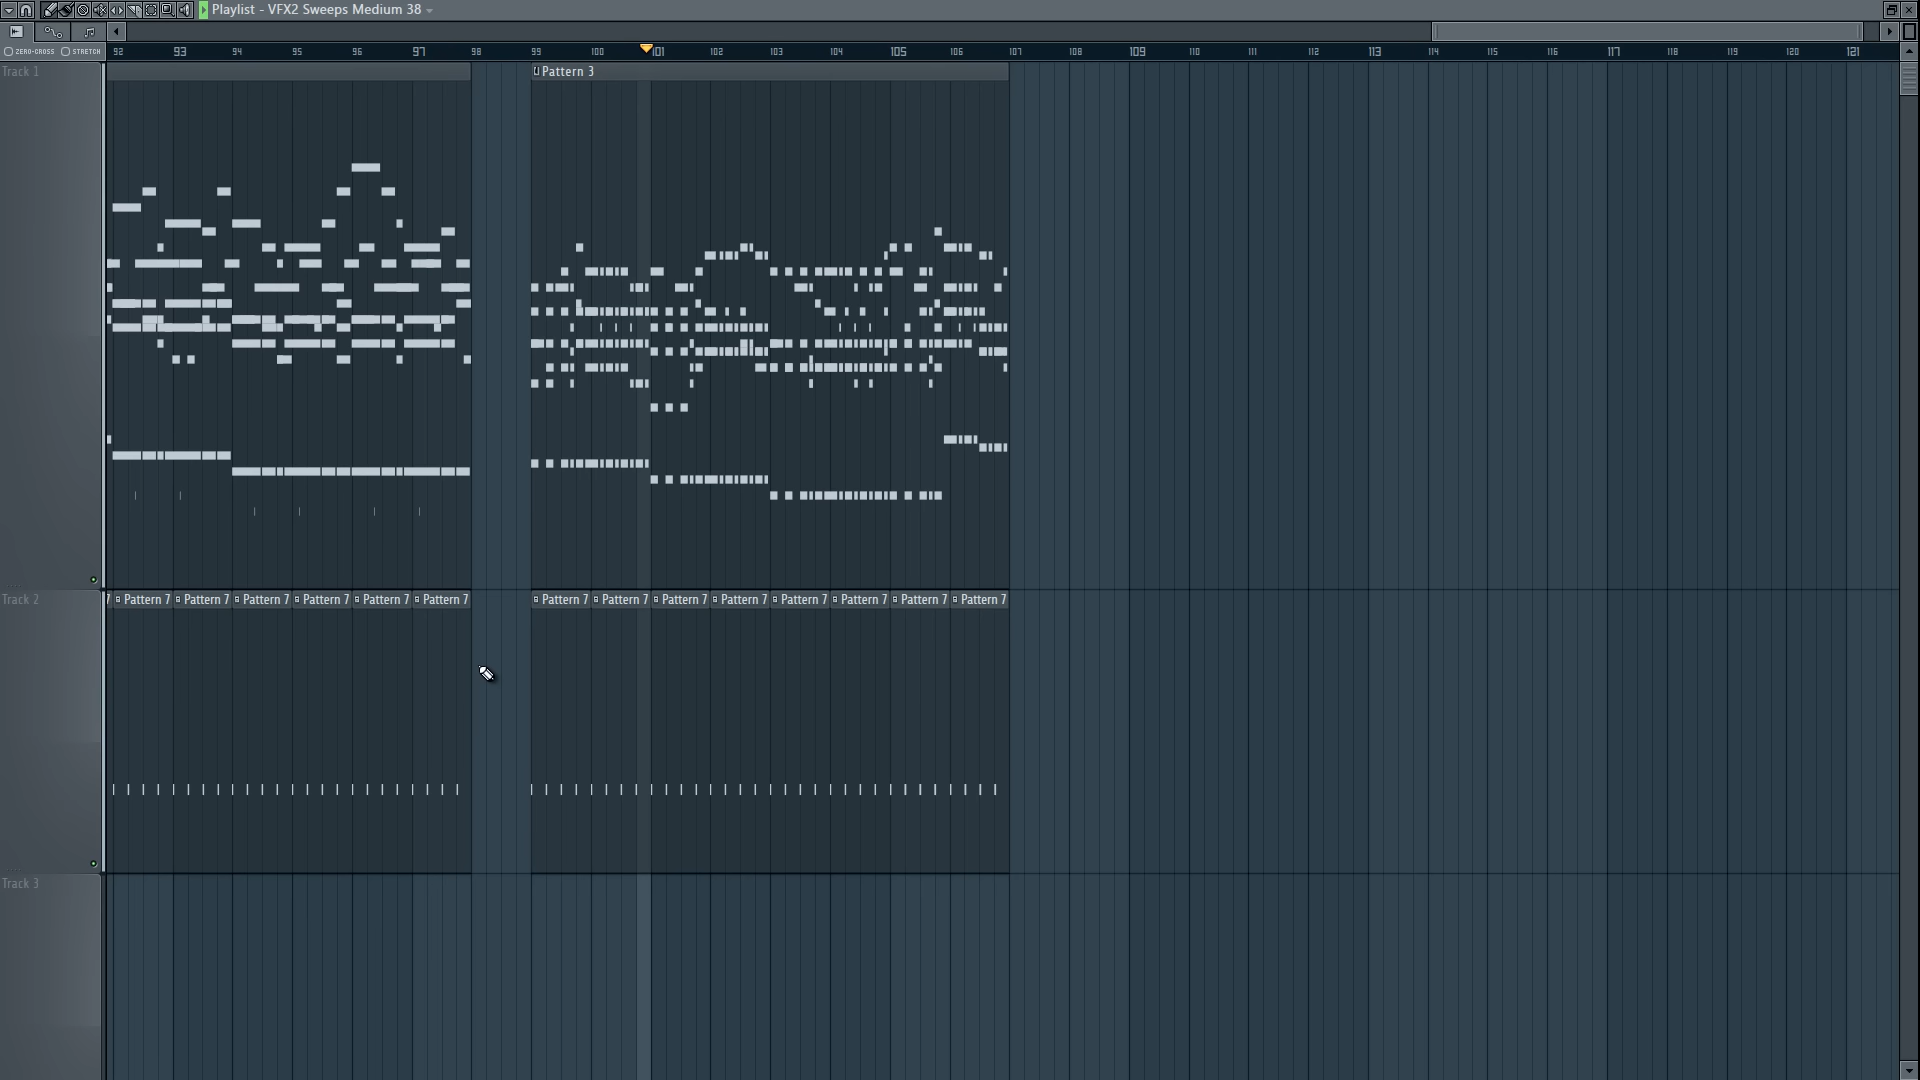 Playlist - VFX2 Sweeps Medium 38
ZERO-CROSS STRETCH 92 93 94 95 96 97 98 99 100 101 102 103 104 105 106 107 108 109 110 111 112 113 114 115 116 117 118 119 120 121
Track 1 Pattern 3
Track 2 7 Pattern 7 Pattern 7 Pattern 7 Pattern 7 Pattern 7 Pattern 7 Pattern 7 Pattern 7 Pattern 7 Pattern 7 Pattern 7 Pattern 7 Pattern 7 Pattern 7
Track 3